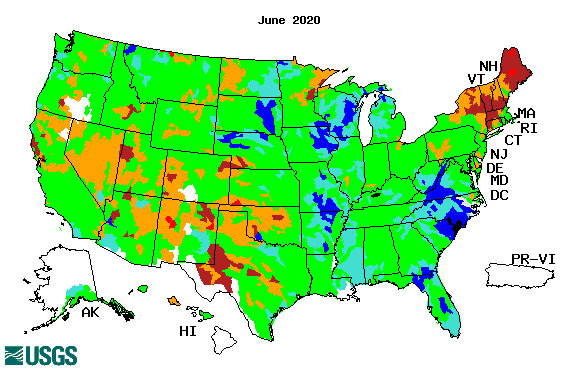 June 2020
NH
VT
MA
RI
CT
NJ
DE
MD
DC
PR-VI
AK
HI
USGS